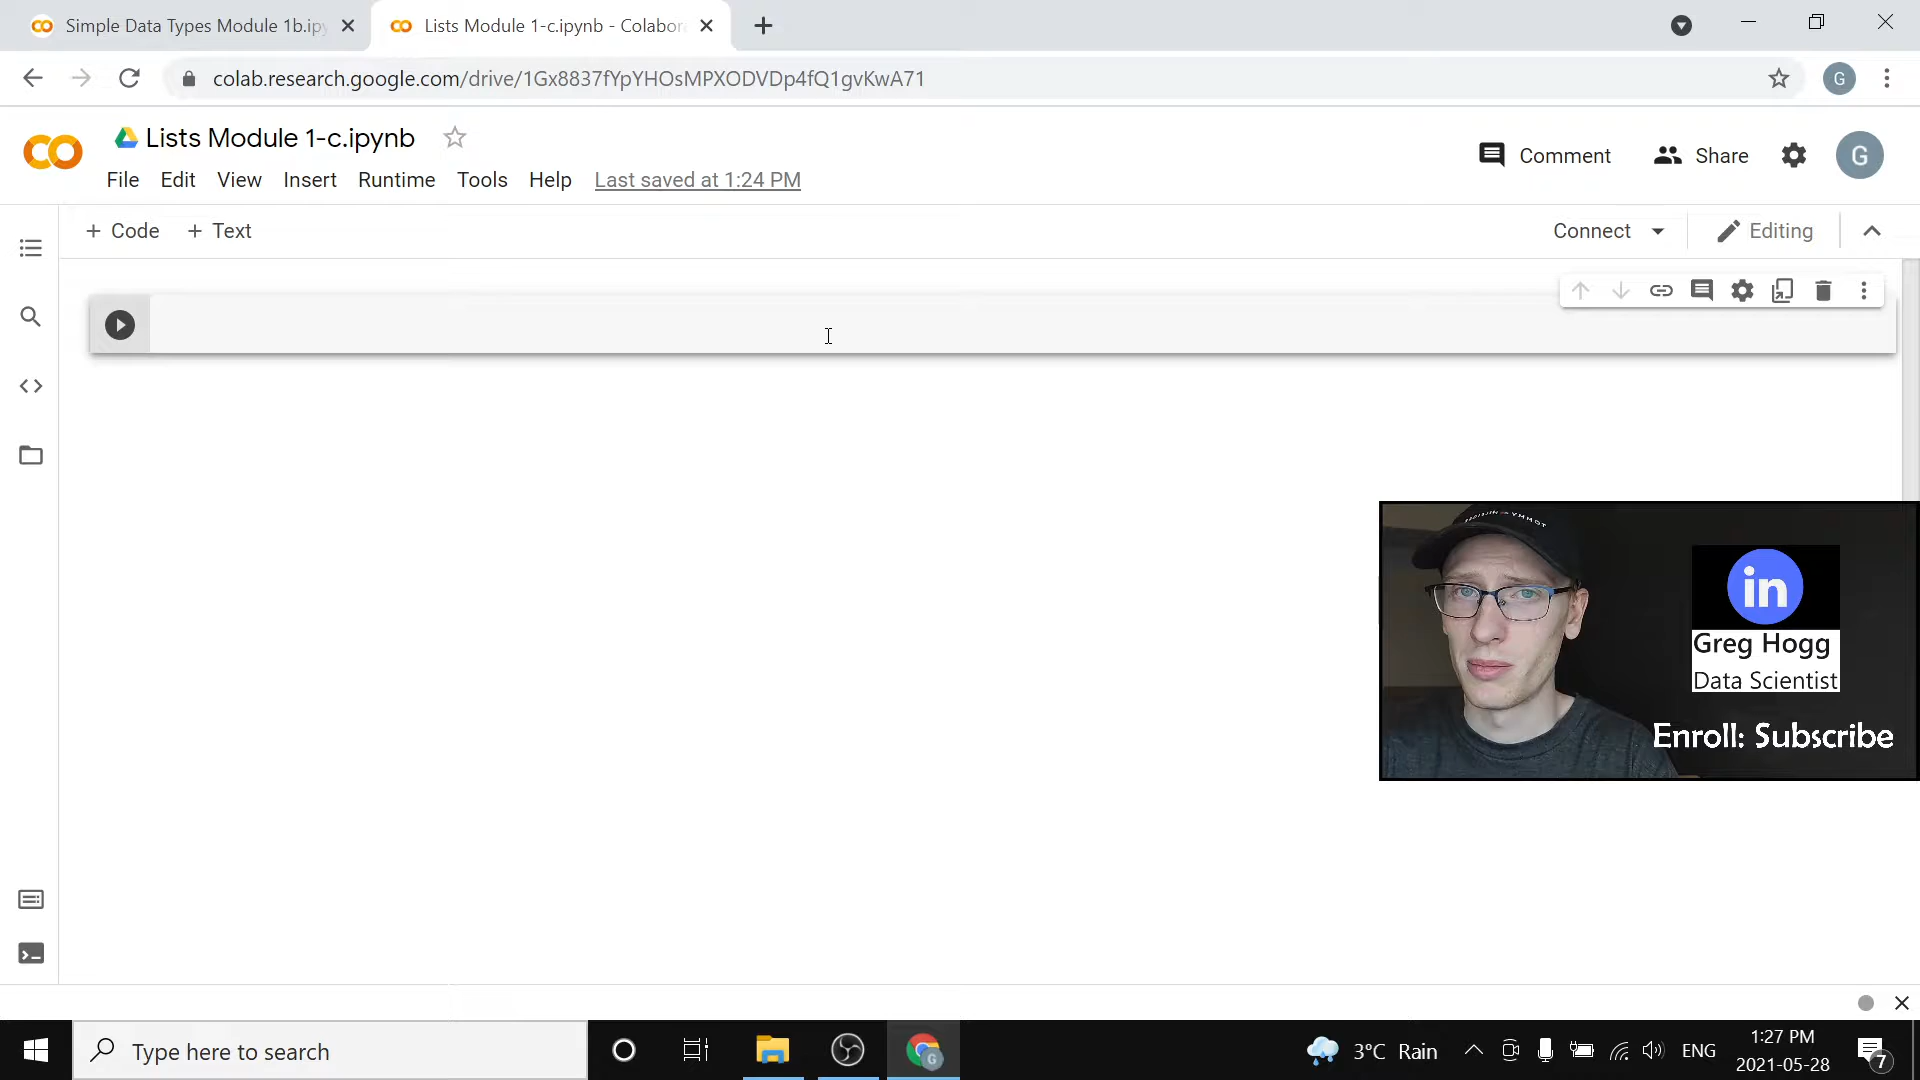 Simple Data Types Module 1b.ipy
Lists Module 1-c.ipynb - Colabor
colab.research.google.com/drive/1Gx8837fYpYHOsMPXODVDp4fQ1gvKwA71
G
Lists Module 1-c.ipynb
Comment
Share
G
File Edit View Insert Runtime Tools Help Last saved at 1:24 PM
+ Code + Text
Connect
Editing
TOMMY HILFIGER
in
Greg Hogg
Data Scientist
Enroll: Subscribe
Type here to search
G
3°C Rain
ENG
1:27 PM
2021-05-28
7